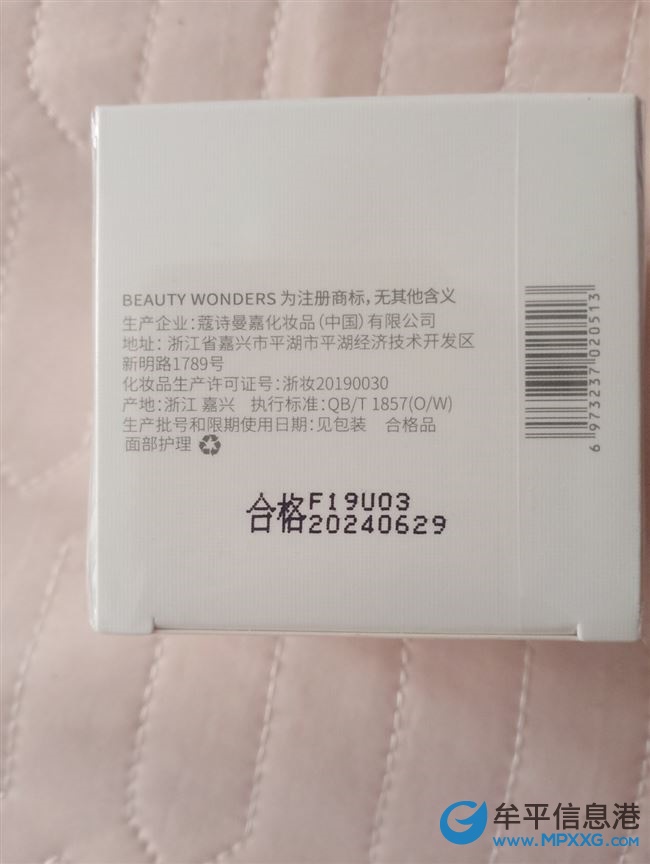 BEAUTY WONDERS 为注册商标，无其他含义
生产企业：蔻诗曼嘉化妆品（中国）有限公司
地址：浙江省嘉兴市平湖市平湖经济技术开发区
新明路1789号
化妆品生产许可证号：浙妆20190030
产地：浙江 嘉兴 执行标准：QB/T 1857(O/W)
生产批号和限期使用日期：见包装 合格品
面部护理
合格 F19U03
20240629
6 973237 020513
牟平信息港
www.MPXXG.COM